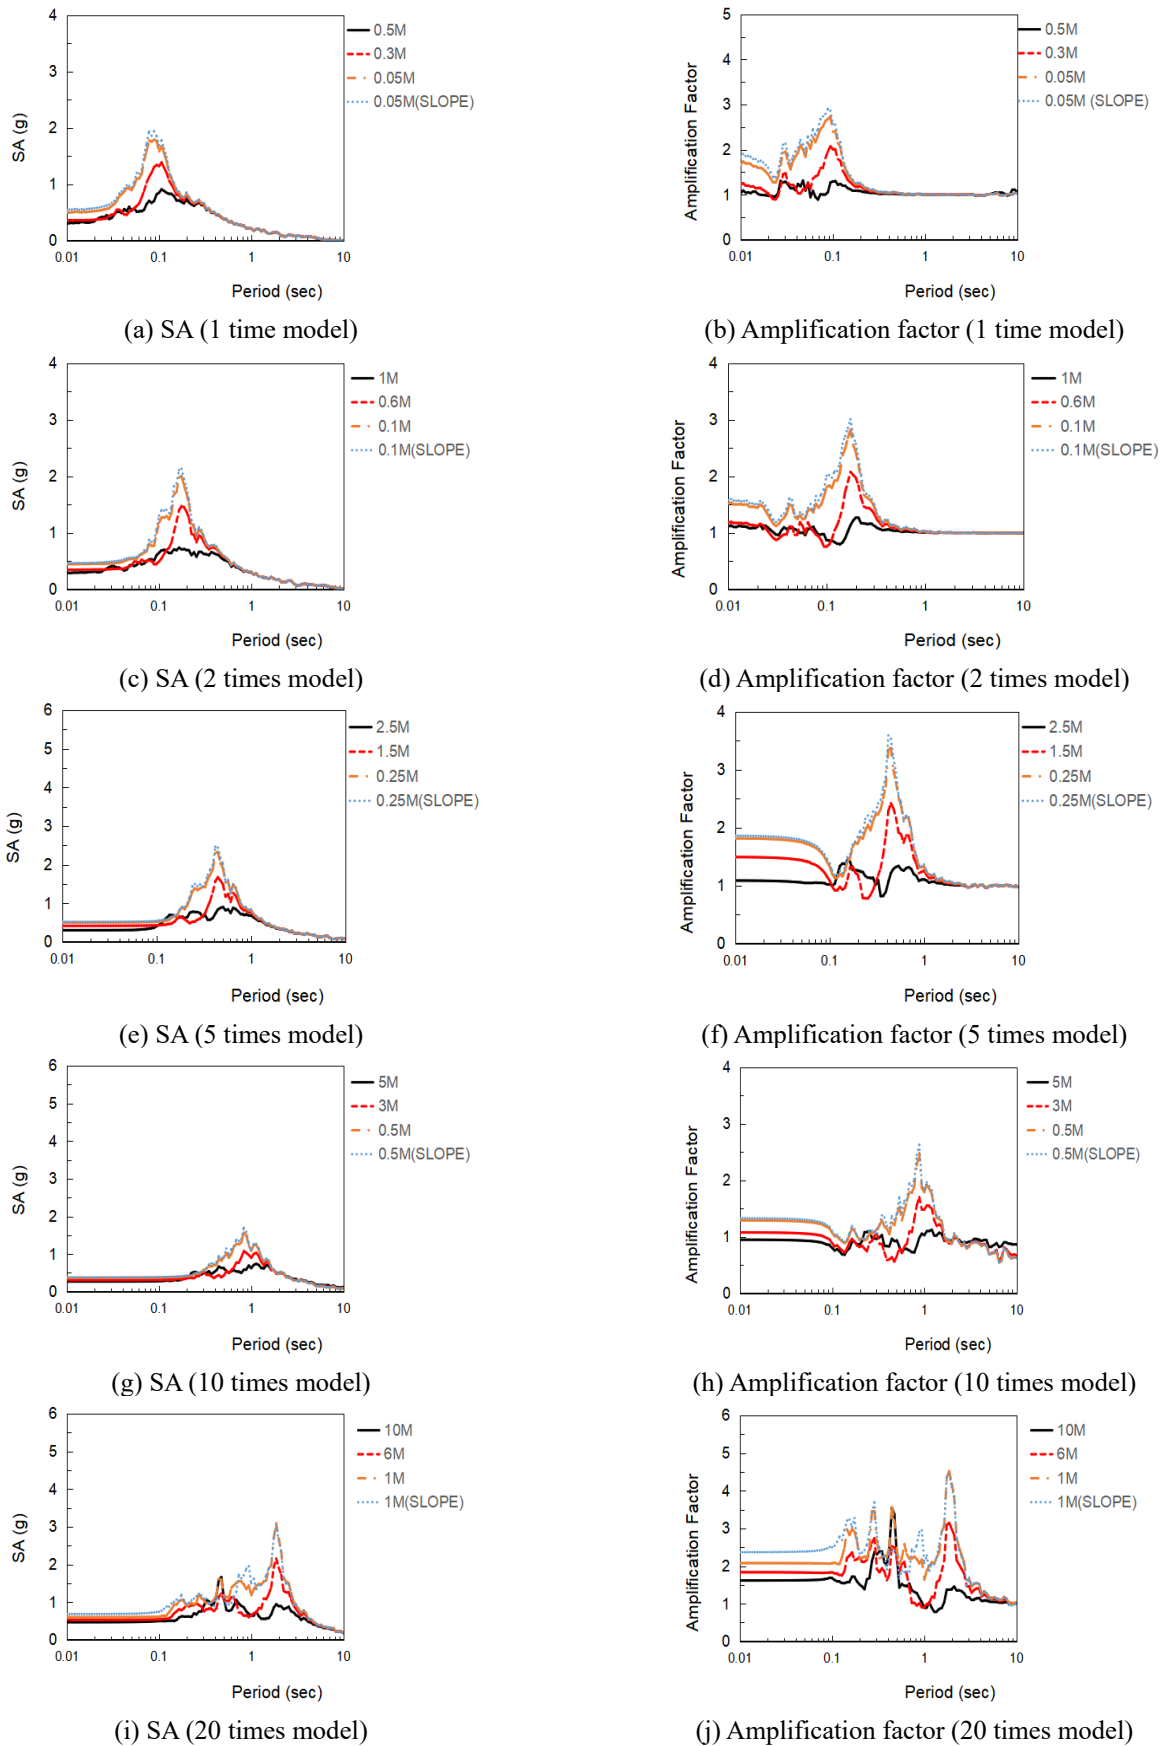 4
3
2
1
0
0.01
0.1
1
10
SA (g)
Period (sec)
0.5M
0.3M
0.05M
0.05M(SLOPE)
(a) SA (1 time model)
5
4
3
2
1
0
0.01
0.1
1
10
Amplification Factor
Period (sec)
0.5M
0.3M
0.05M
0.05M (SLOPE)
(b) Amplification factor (1 time model)
4
3
2
1
0
0.01
0.1
1
10
SA (g)
Period (sec)
1M
0.6M
0.1M
0.1M(SLOPE)
(c) SA (2 times model)
4
3
2
1
0
0.01
0.1
1
10
Amplification Factor
Period (sec)
1M
0.6M
0.1M
0.1M(SLOPE)
(d) Amplification factor (2 times model)
6
5
4
3
2
1
0
0.01
0.1
1
10
SA (g)
Period (sec)
2.5M
1.5M
0.25M
0.25M(SLOPE)
(e) SA (5 times model)
4
3
2
1
0
0.01
0.1
1
10
Amplification Factor
Period (sec)
2.5M
1.5M
0.25M
0.25M(SLOPE)
(f) Amplification factor (5 times model)
6
5
4
3
2
1
0
0.01
0.1
1
10
SA (g)
Period (sec)
5M
3M
0.5M
0.5M(SLOPE)
(g) SA (10 times model)
4
3
2
1
0
0.01
0.1
1
10
Amplification Factor
Period (sec)
5M
3M
0.5M
0.5M(SLOPE)
(h) Amplification factor (10 times model)
6
5
4
3
2
1
0
0.01
0.1
1
10
SA (g)
Period (sec)
10M
6M
1M
1M(SLOPE)
(i) SA (20 times model)
6
5
4
3
2
1
0
0.01
0.1
1
10
Amplification Factor
Period (sec)
10M
6M
1M
1M(SLOPE)
(j) Amplification factor (20 times model)